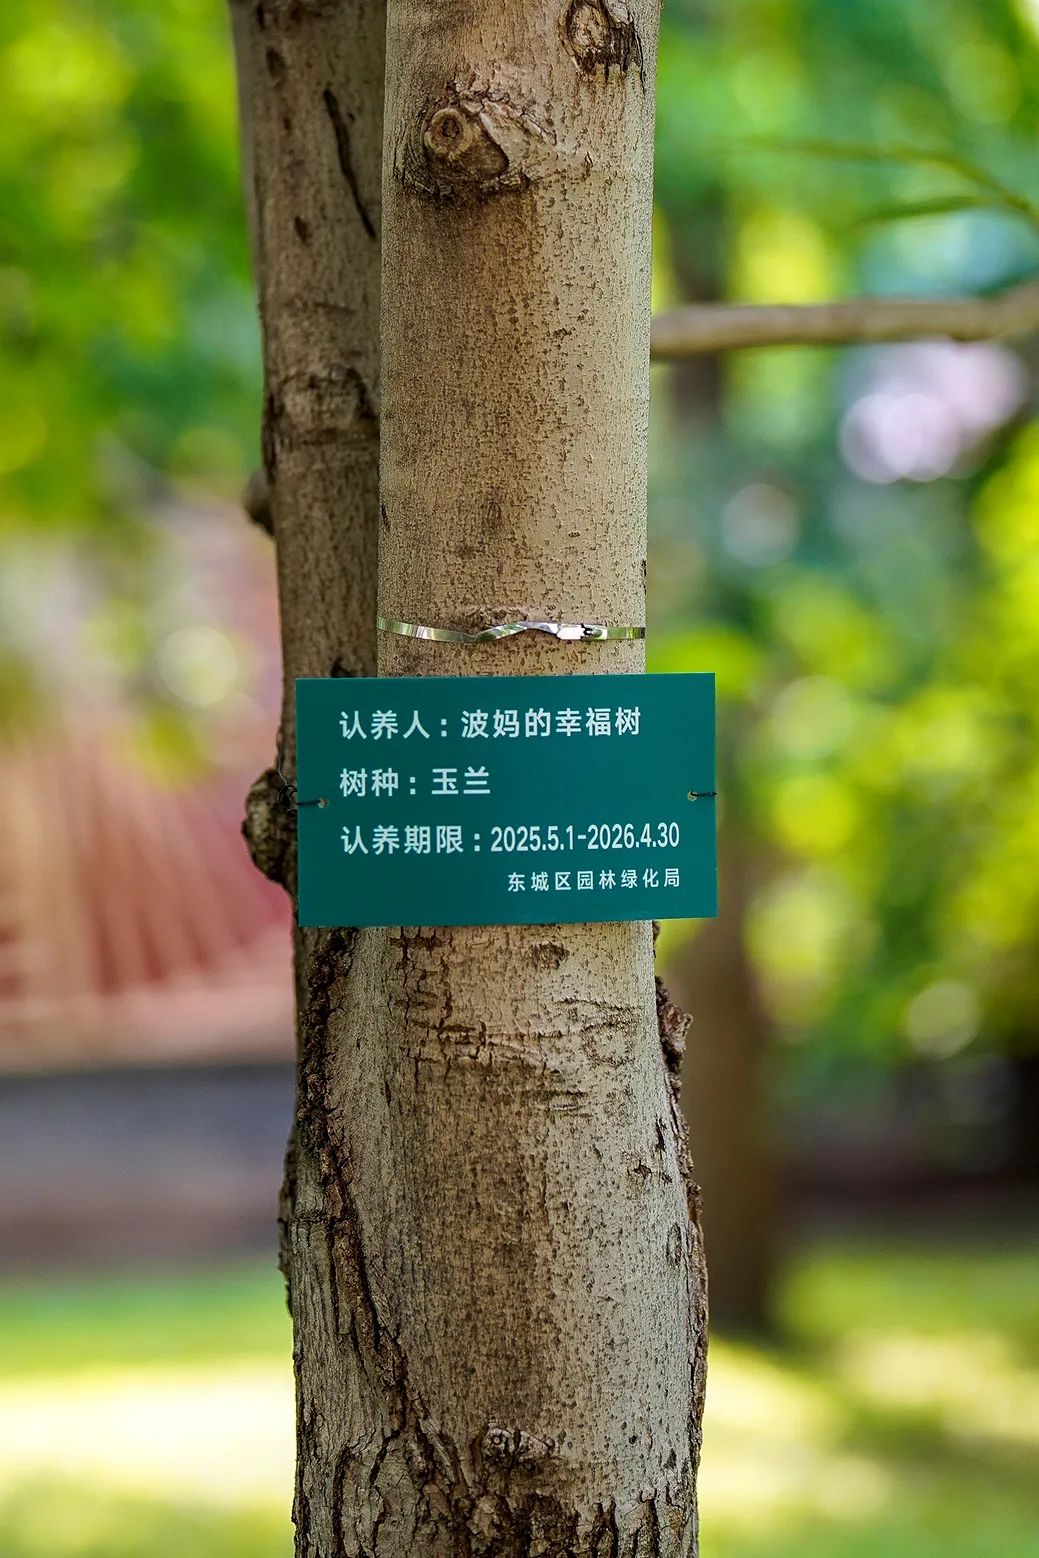 认养人：波妈的幸福树
树种：玉兰
认养期限：2025.5.1-2026.4.30
东城区园林绿化局